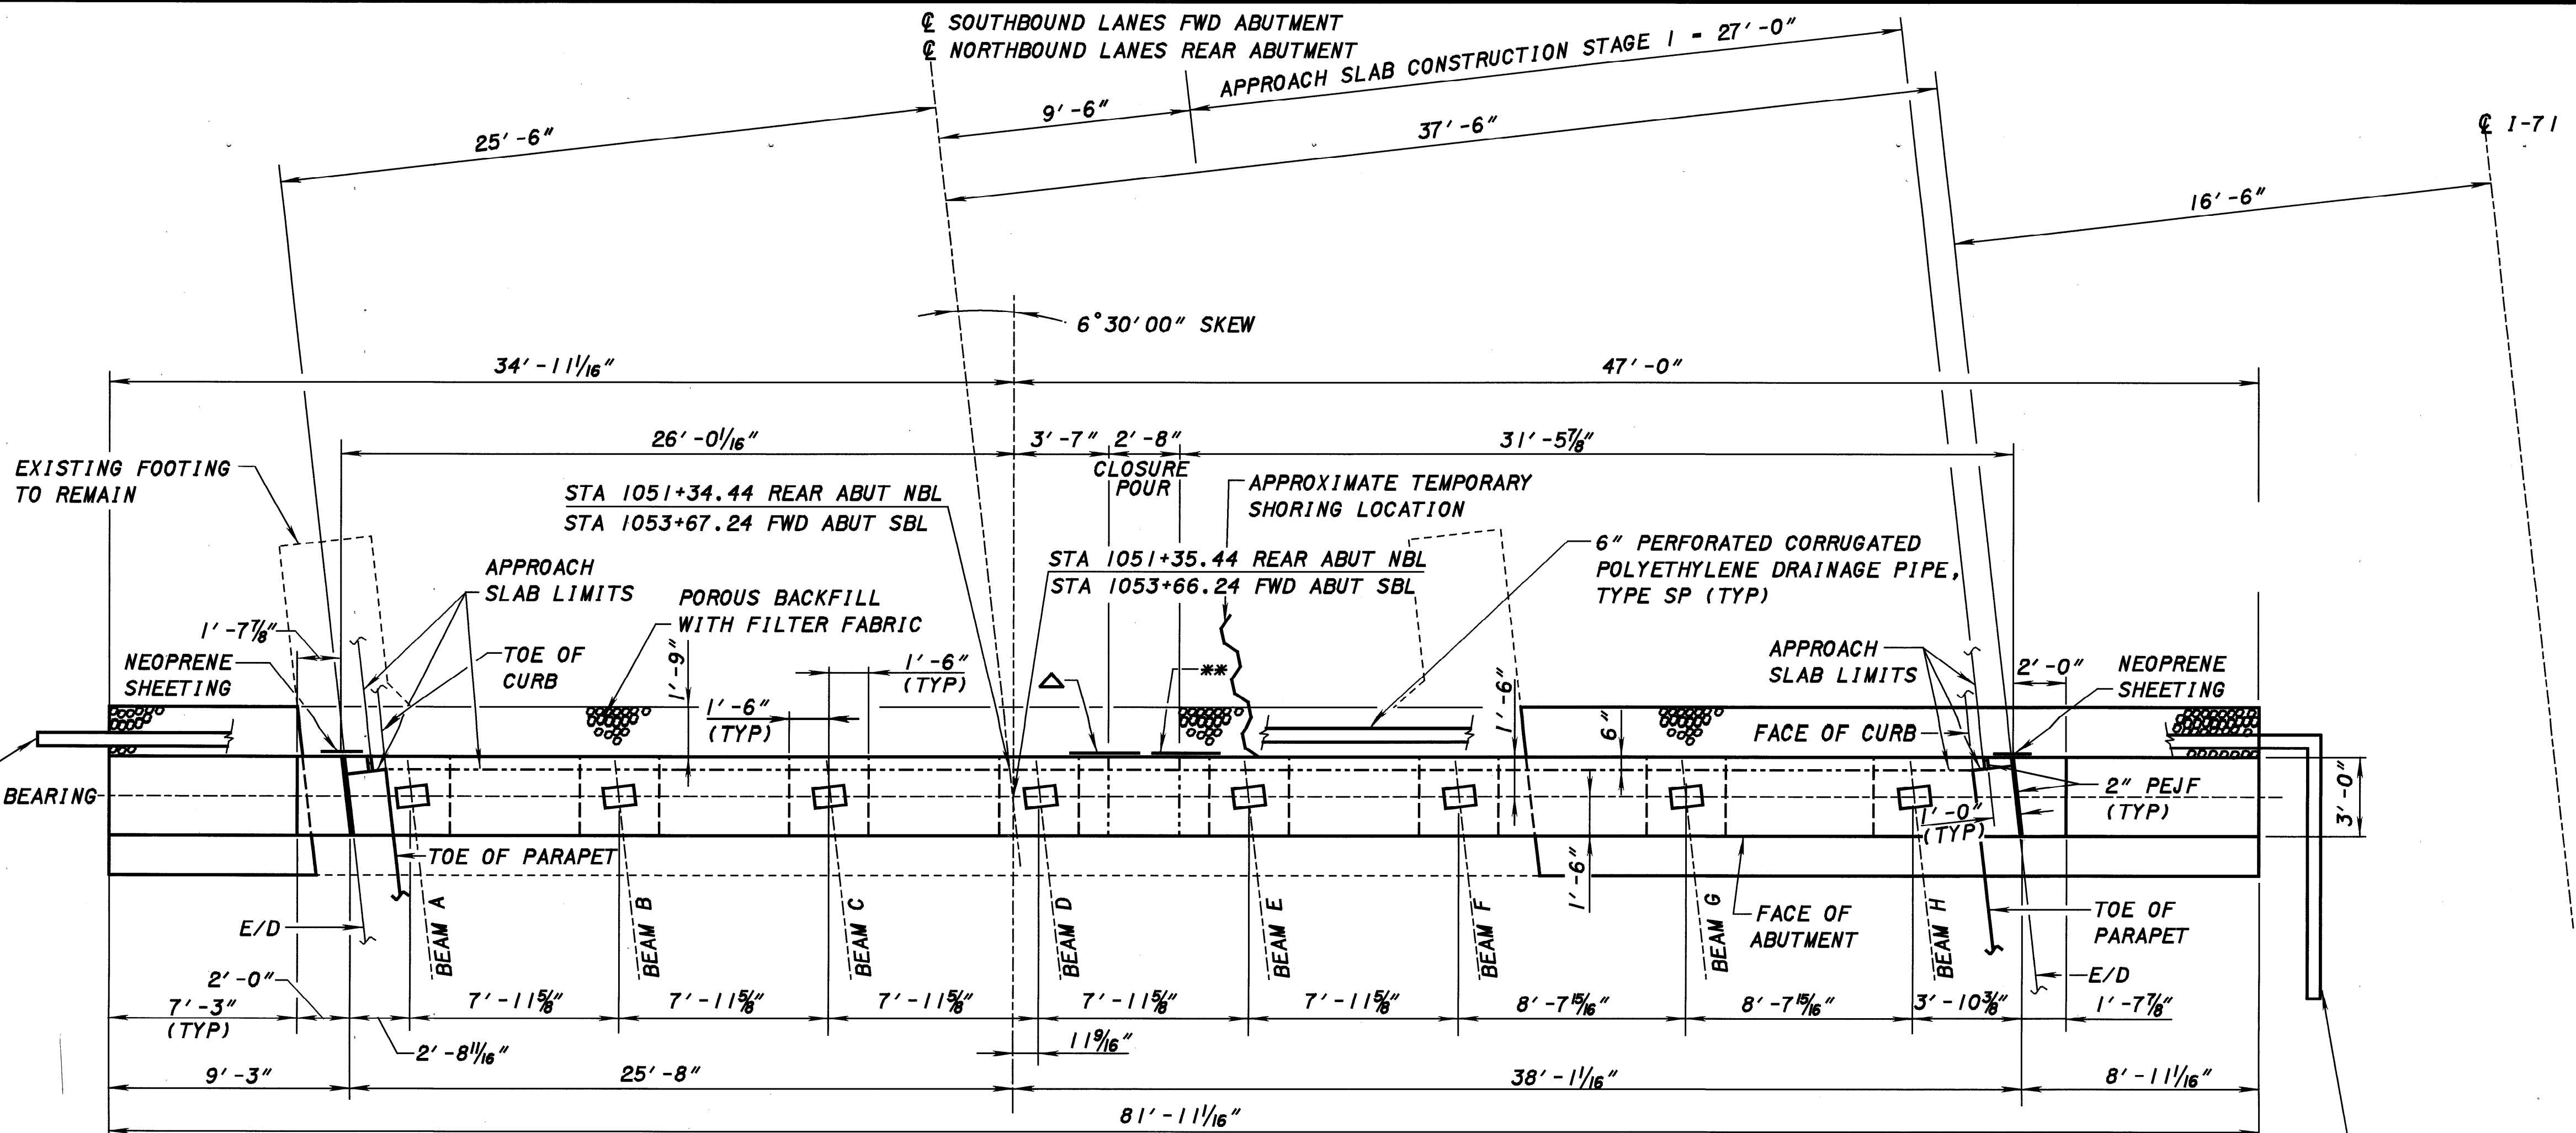 ℄ SOUTHBOUND LANES FWD ABUTMENT
℄ NORTHBOUND LANES REAR ABUTMENT
APPROACH SLAB CONSTRUCTION STAGE 1 = 27'-0"
9'-6"
25'-6"
37'-6"
℄ I-71
16'-6"
6°30'00" SKEW
34'-11 1/16"
47'-0"
26'-0 1/16"
3'-7"
2'-8"
31'-5 7/8"
CLOSURE
POUR
EXISTING FOOTING
TO REMAIN
STA 1051+34.44 REAR ABUT NBL
STA 1053+67.24 FWD ABUT SBL
APPROXIMATE TEMPORARY
SHORING LOCATION
STA 1051+35.44 REAR ABUT NBL
STA 1053+66.24 FWD ABUT SBL
6" PERFORATED CORRUGATED
POLYETHYLENE DRAINAGE PIPE,
TYPE SP (TYP)
APPROACH
SLAB LIMITS
POROUS BACKFILL
WITH FILTER FABRIC
1'-7 7/8"
NEOPRENE
SHEETING
TOE OF
CURB
1'-9"
1'-6"
(TYP)
1'-6"
(TYP)
**
1'-6"
6"
APPROACH
SLAB LIMITS
2'-0"
NEOPRENE
SHEETING
FACE OF CURB
BEARING
2" PEJF
(TYP)
3'-0"
1'-0"
(TYP)
1'-6"
TOE OF PARAPET
E/D
BEAM A
BEAM B
BEAM C
BEAM D
BEAM E
BEAM F
BEAM G
BEAM H
FACE OF
ABUTMENT
TOE OF
PARAPET
E/D
2'-0"
7'-3"
(TYP)
7'-11 5/8"
7'-11 5/8"
7'-11 5/8"
7'-11 5/8"
7'-11 5/8"
8'-7 15/16"
8'-7 15/16"
3'-10 3/8"
1'-7 7/8"
2'-8 11/16"
11 9/16"
9'-3"
25'-8"
38'-1 1/16"
8'-11 1/16"
81'-11 1/16"